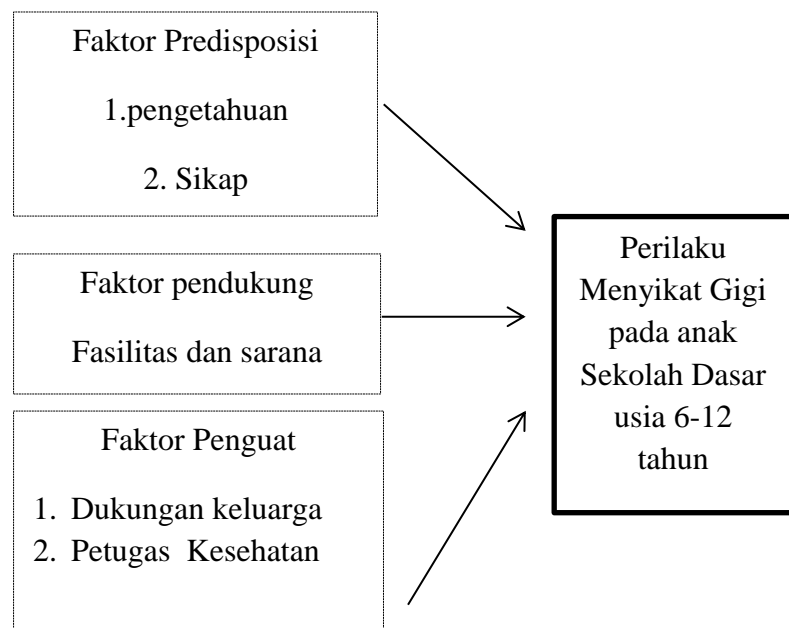 Faktor Predisposisi
1.pengetahuan
2. Sikap
Faktor pendukung
Fasilitas dan sarana
Faktor Penguat
1. Dukungan keluarga
2. Petugas Kesehatan
Perilaku
Menyikat Gigi
pada anak
Sekolah Dasar
usia 6-12
tahun